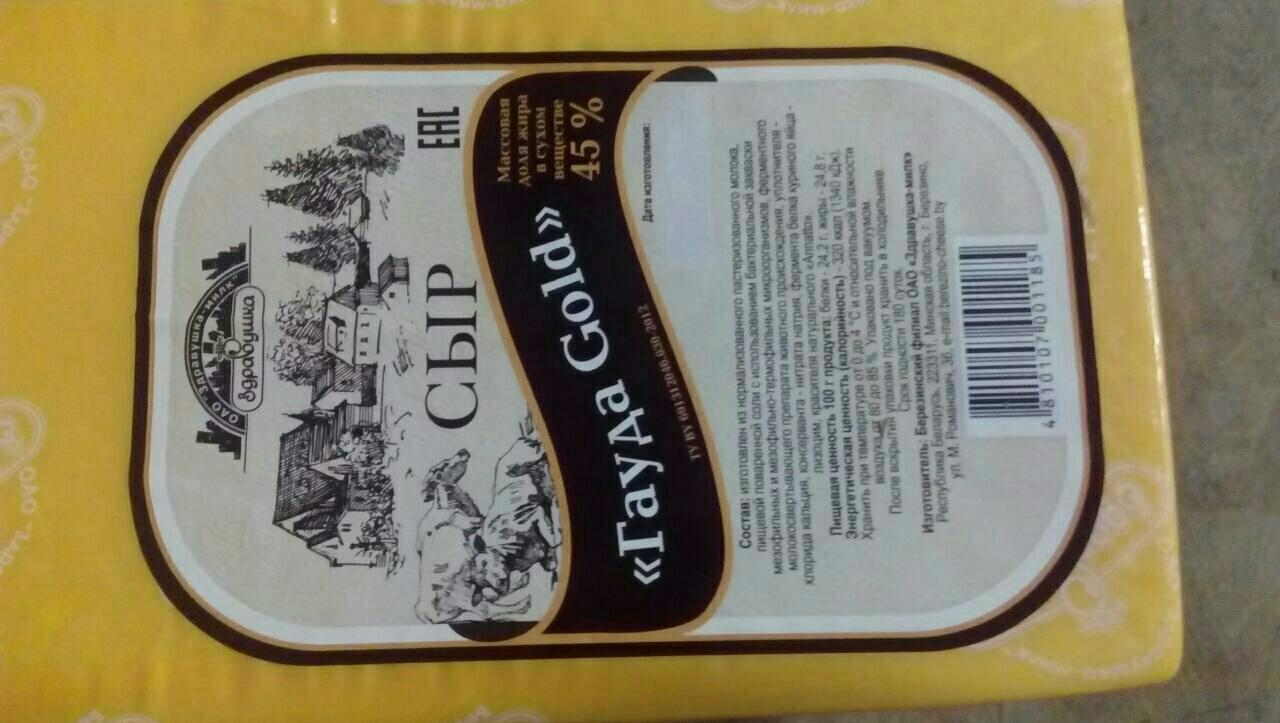 ОАО «ЗДРАВУШКА-МИЛК»
Здравушка
ЕАС
СЫР
«Гауда Gold»
Массовая
доля жира
в сухом
веществе
45 %
ТУ BY 601312046.030-2012
Дата изготовления:
Состав: изготовлен из нормализованного пастеризованного молока,
пищевой поваренной соли с использованием бактериальной закваски
мезофильных и мезофильно-термофильных микроорганизмов, ферментного
молокосвертывающего препарата животного происхождения, уплотнителя -
хлорида кальция, консерванта - нитрата натрия, фермента белка куриного яйца -
лизоцим, красителя натурального «Annatto».
Пищевая ценность 100 г продукта: белки - 24,2 г, жиры - 24,8 г.
Энергетическая ценность (калорийность) - 320 ккал (1340 кДж).
Хранить при температуре от 0 до 4 °С и относительной влажности
воздуха от 80 до 85 %. Упаковано под вакуумом.
После вскрытия упаковки продукт хранить в холодильнике.
Срок годности 180 суток.
Изготовитель: Березинский филиал ОАО «Здравушка-милк»
Республика Беларусь, 223311, Минская область, г. Березино,
ул. М. Романович, 36, e-mail:berezino-cheese.by
4 810107 001185